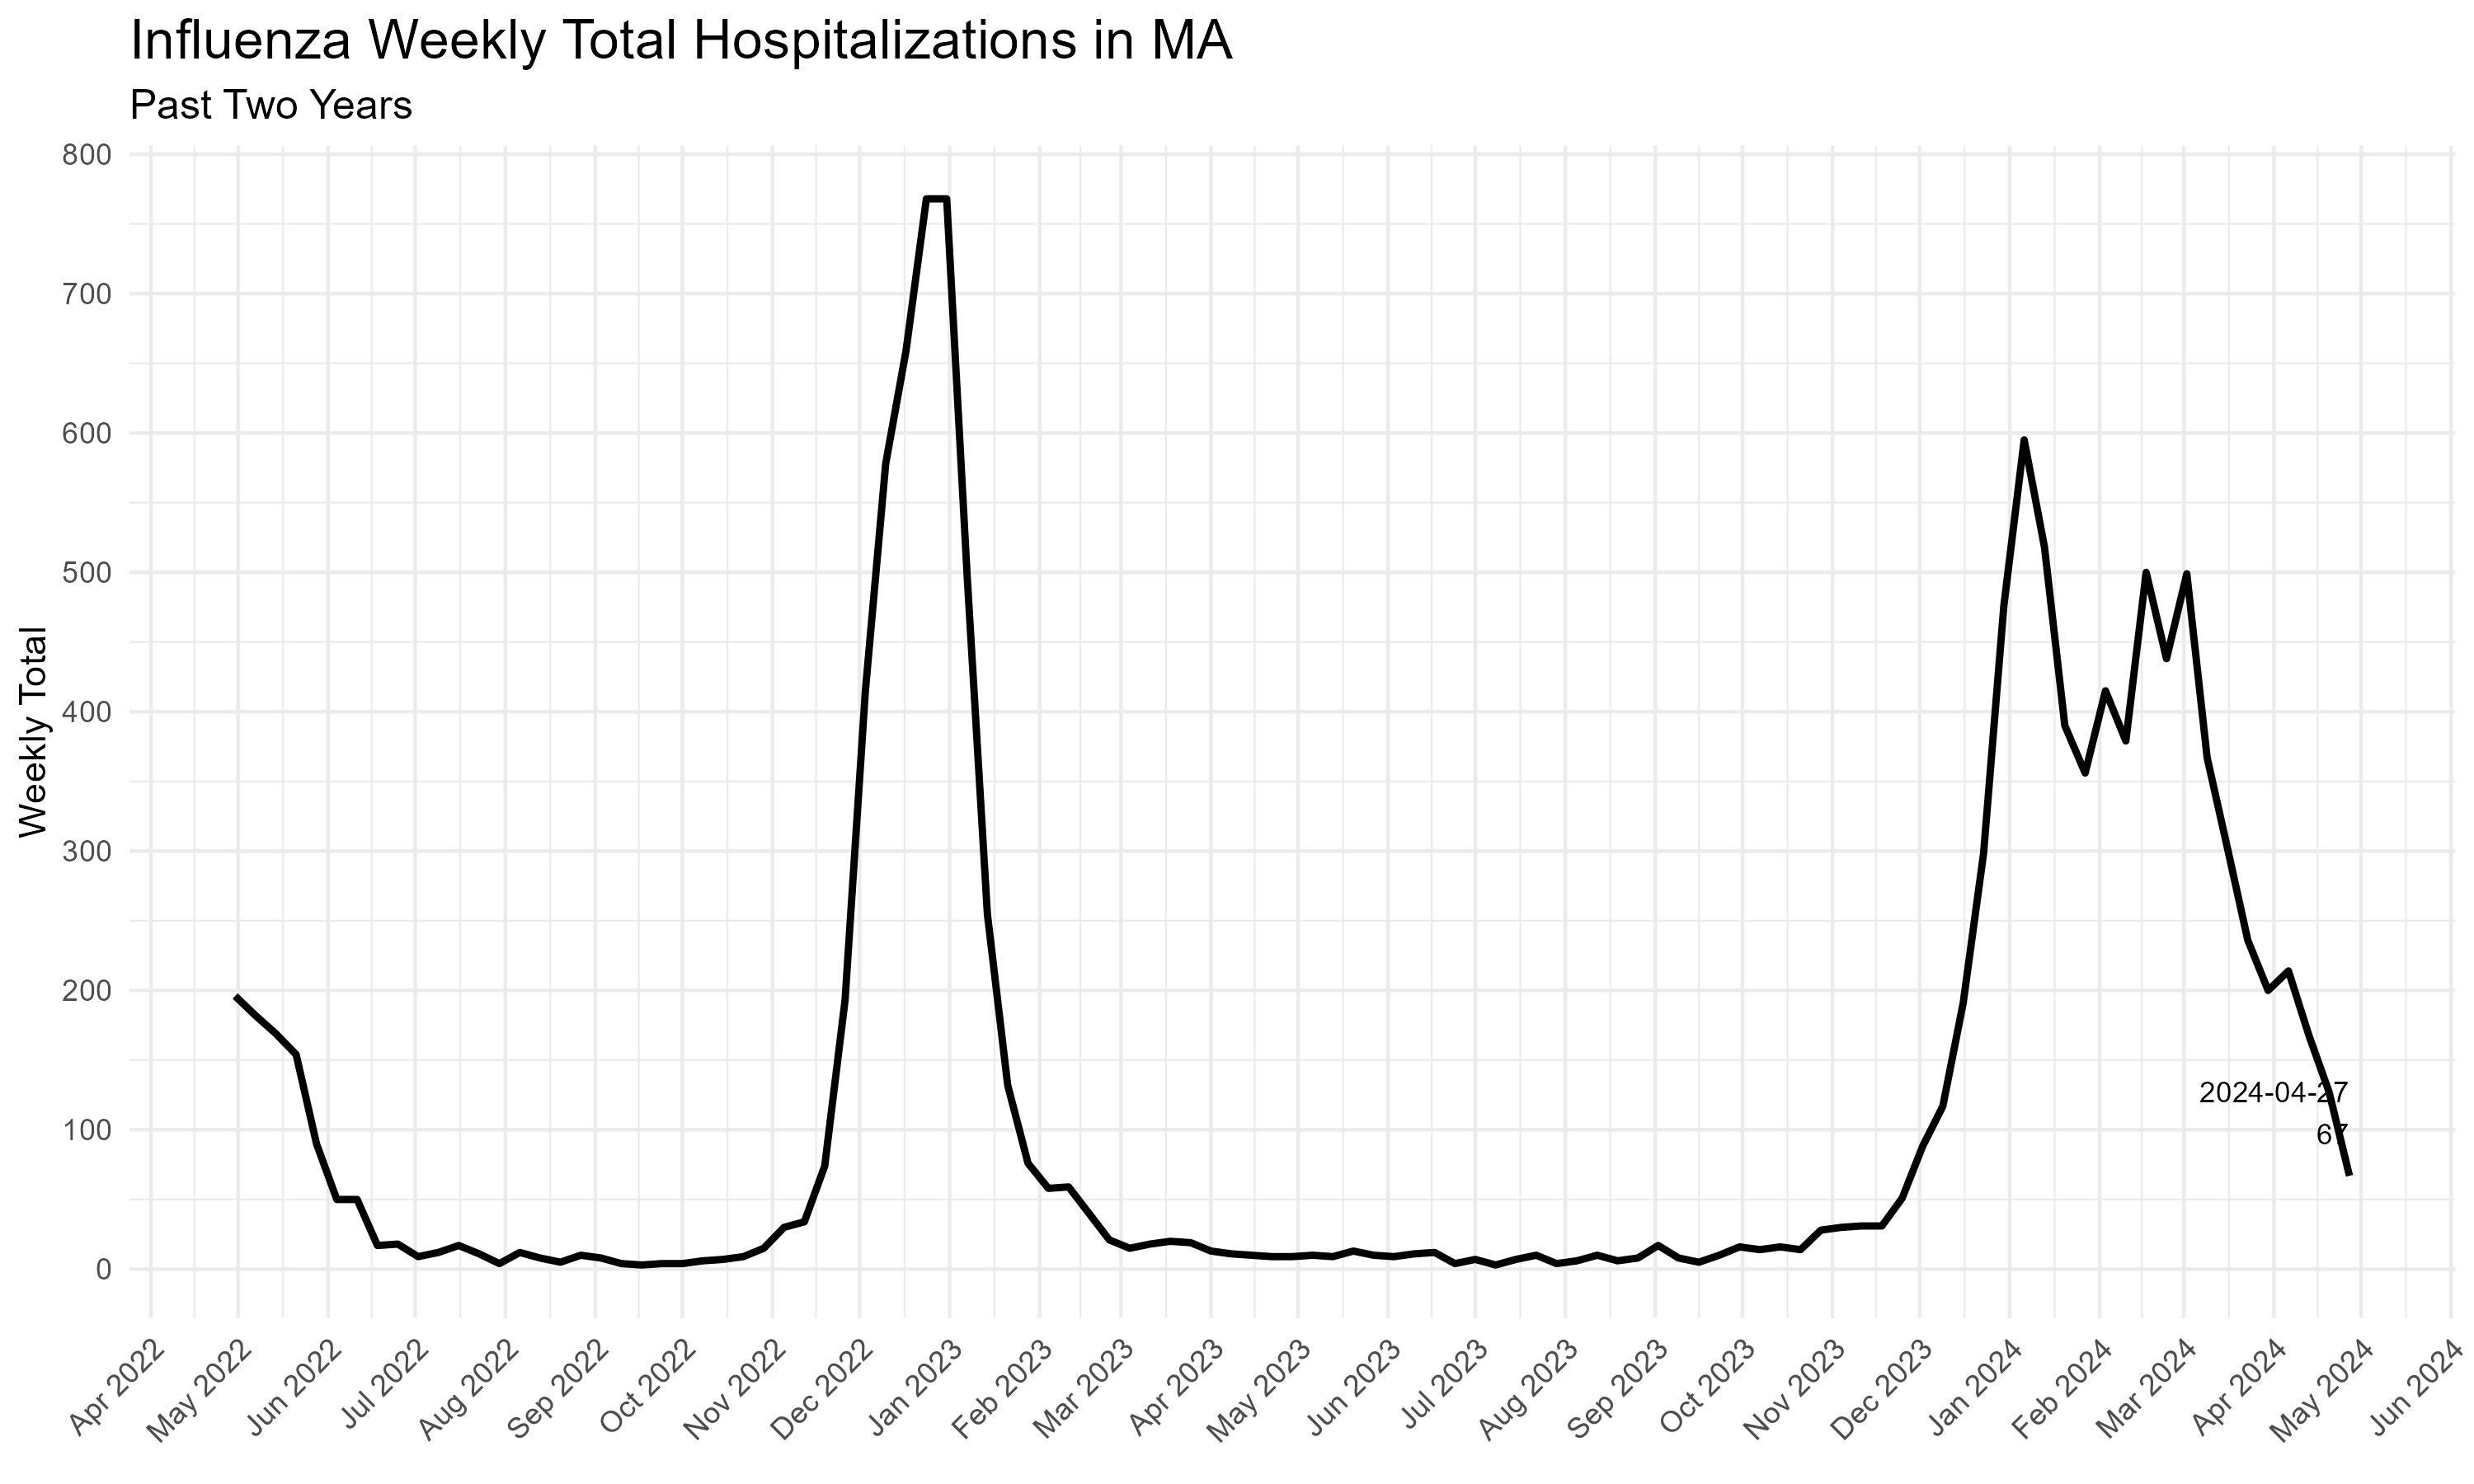 Influenza Weekly Total Hospitalizations in MA
Past Two Years
Weekly Total
800
700
600
500
400
300
200
100
0
2024-04-27
67
Apr 2022
May 2022
Jun 2022
Jul 2022
Aug 2022
Sep 2022
Oct 2022
Nov 2022
Dec 2022
Jan 2023
Feb 2023
Mar 2023
Apr 2023
May 2023
Jun 2023
Jul 2023
Aug 2023
Sep 2023
Oct 2023
Nov 2023
Dec 2023
Jan 2024
Feb 2024
Mar 2024
Apr 2024
May 2024
Jun 2024